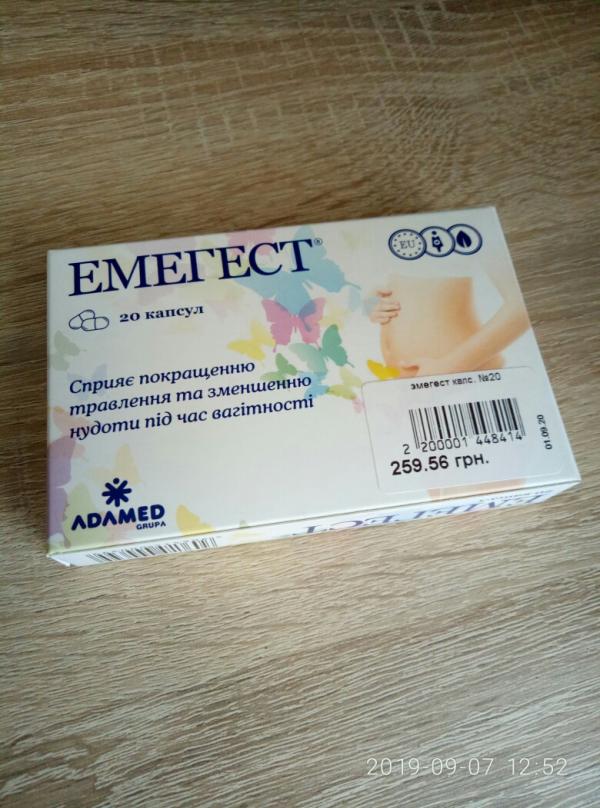 ЕМЕГЕСТ®
EU
20 капсул
Сприяє покращенню
травлення та зменшенню
нудоти під час вагітності
эмегест капс. №20
2 200001 448414
259.56 грн.
01.09.20
ADAMED
GRUPA
ЕМЕГЕСТ
2019-09-07 12:52